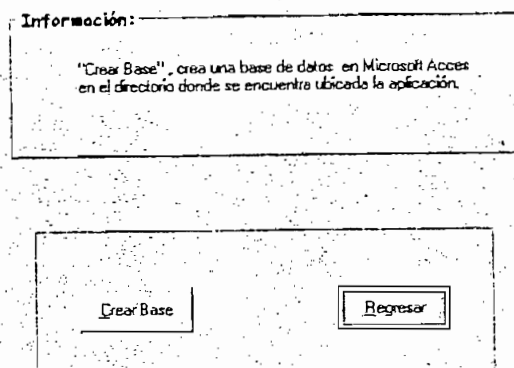 Información:
"Crear Base" , crea una base de datos en Microsoft Acces
en el directorio donde se encuentra ubicada la aplicación.
Crear Base
Regresar